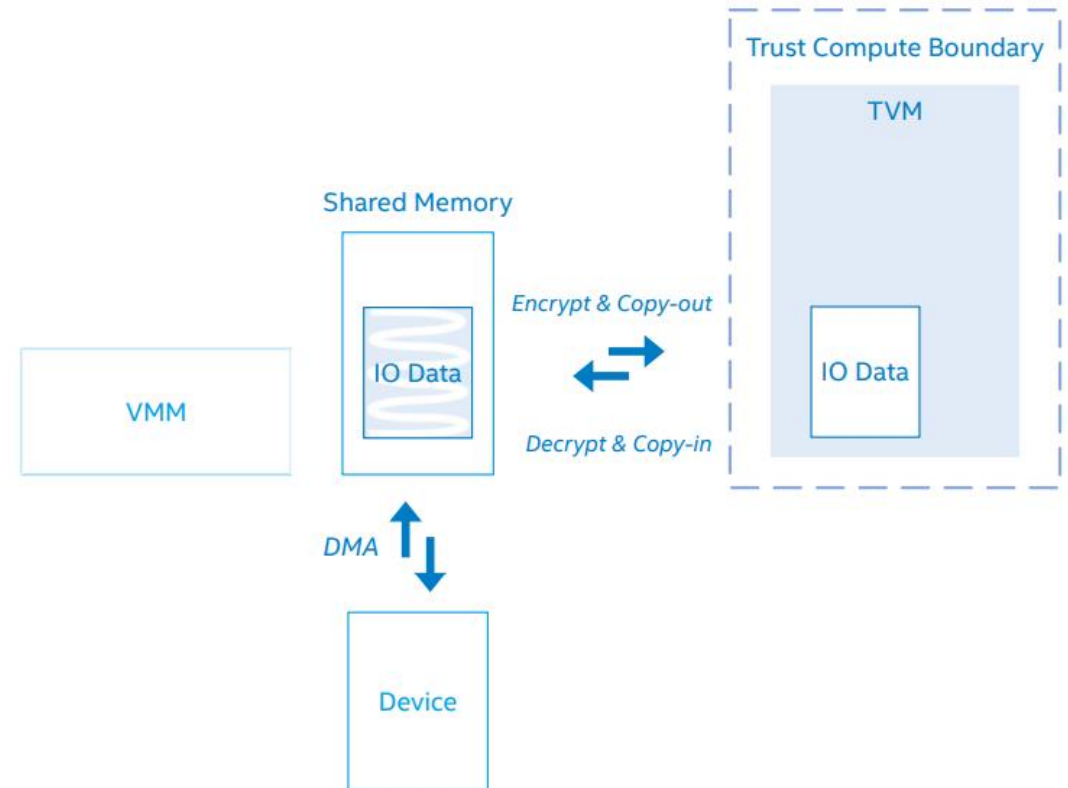 Trust Compute Boundary
TVM
Shared Memory
Encrypt & Copy-out
IO Data
IO Data
VMM
Decrypt & Copy-in
DMA
Device